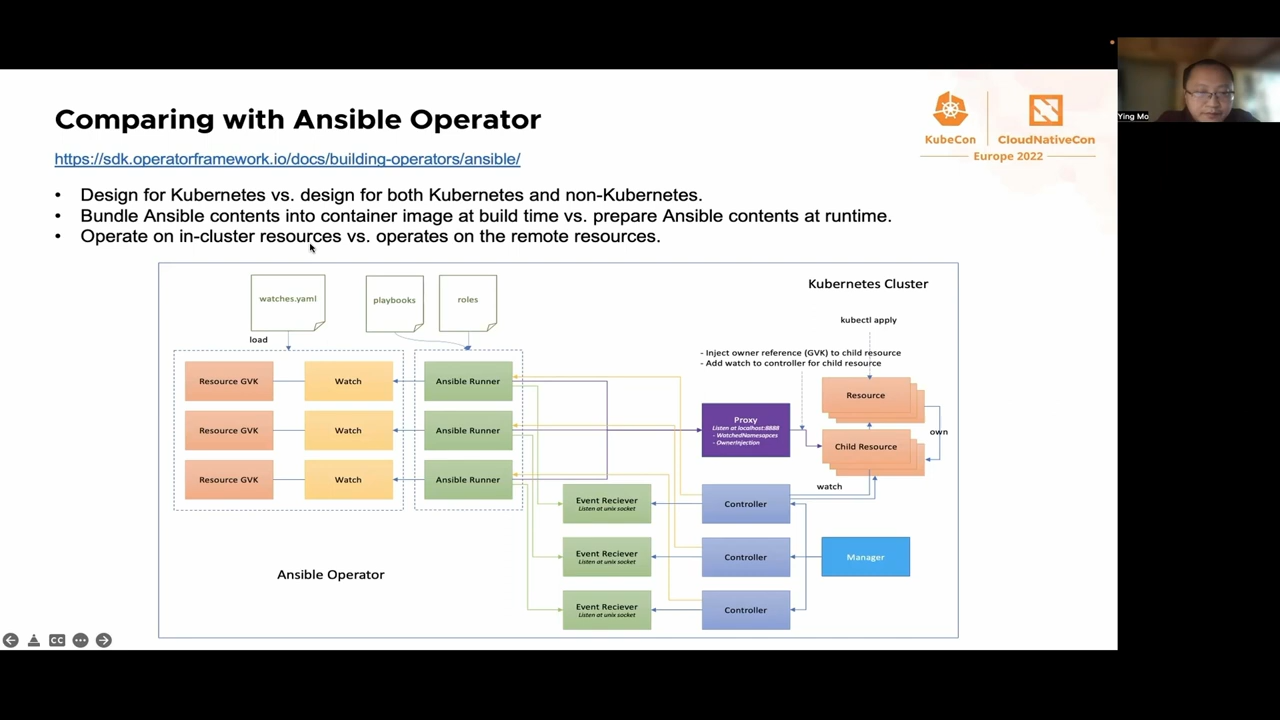 Comparing with Ansible Operator
https://sdk.operatorframework.io/docs/building-operators/ansible/
• Design for Kubernetes vs. design for both Kubernetes and non-Kubernetes.
• Bundle Ansible contents into container image at build time vs. prepare Ansible contents at runtime.
• Operate on in-cluster resources vs. operates on the remote resources.
KubeCon
CloudNativeCon
Europe 2022
Ying Mo
watches.yaml
playbooks
roles
load
Kubernetes Cluster
kubectl apply
- Inject owner reference (GVK) to child resource
- Add watch to controller for child resource
Resource GVK
Watch
Ansible Runner
Resource GVK
Watch
Ansible Runner
Resource GVK
Watch
Ansible Runner
Proxy
Listen at localhost:8888
- WatchedNamesapces
- OwnerInjection
Resource
Child Resource
own
watch
Event Reciever
Listen at unix socket
Controller
Event Reciever
Listen at unix socket
Controller
Manager
Event Reciever
Listen at unix socket
Controller
Ansible Operator
CC